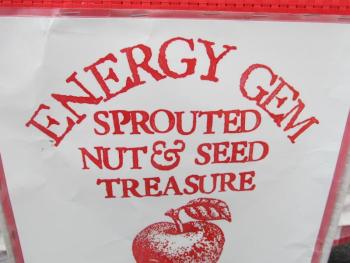 ENERGY GEM
SPROUTED
NUT & SEED
TREASURE